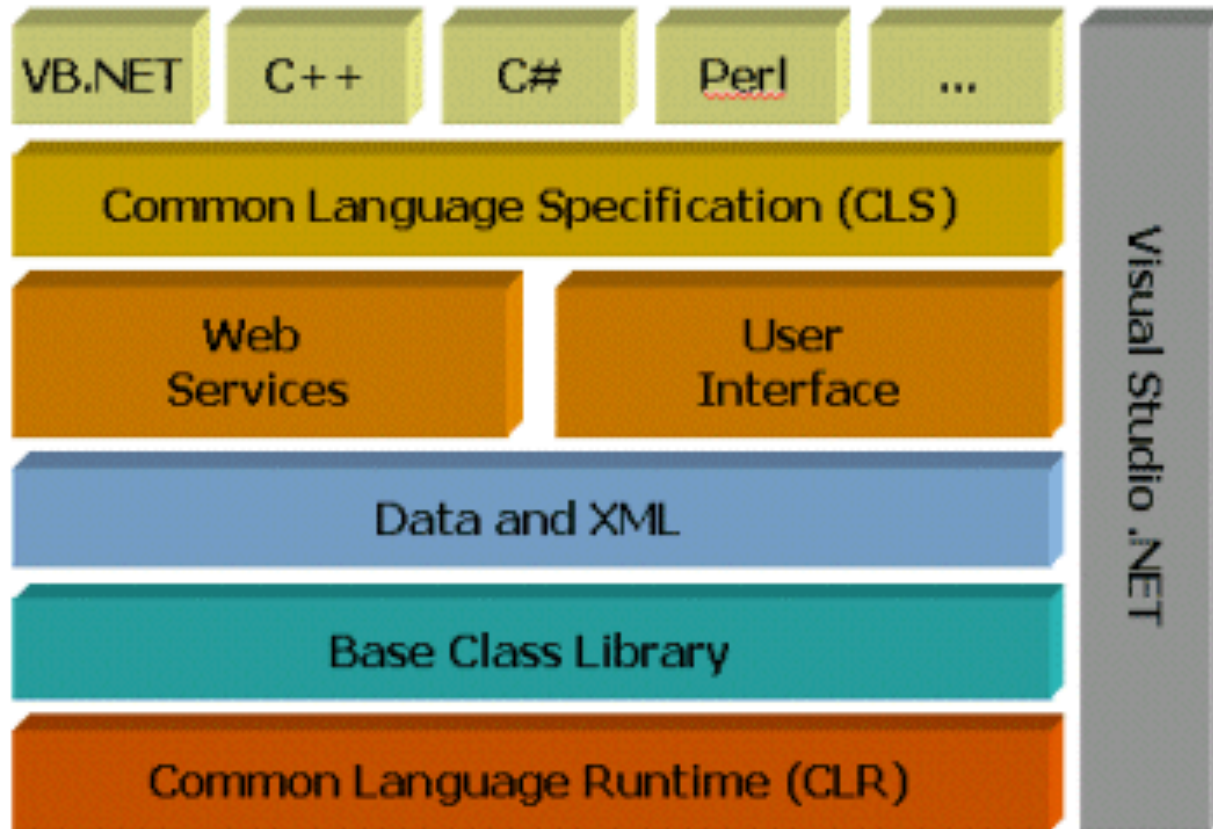 VB.NET
C++
C#
Perl
...
Common Language Specification (CLS)
Web
Services
User
Interface
Data and XML
Base Class Library
Common Language Runtime (CLR)
Visual Studio .NET